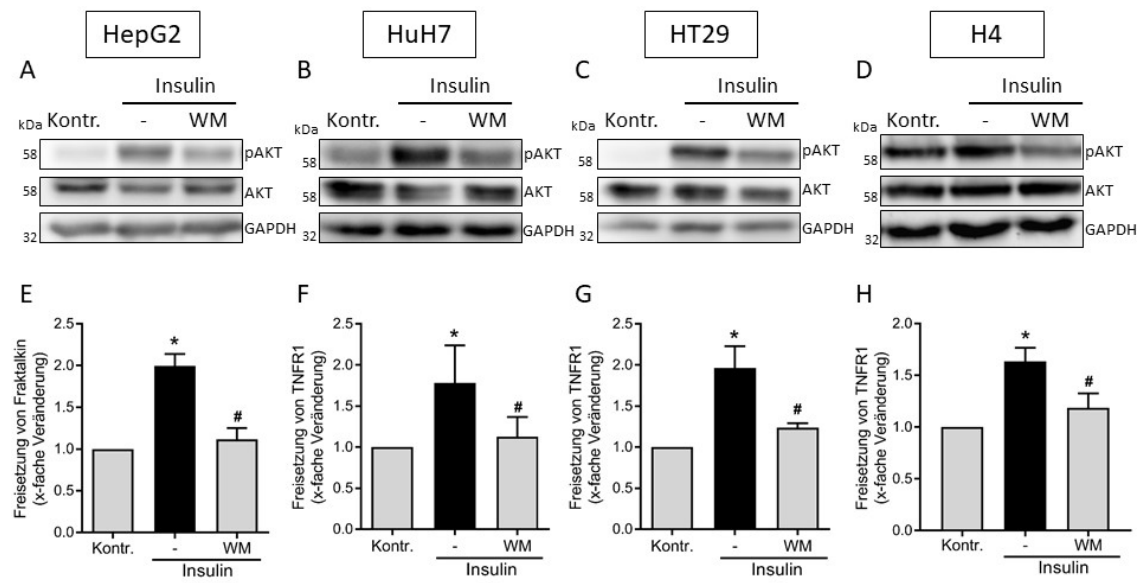 HepG2
HuH7
HT29
H4
A
Insulin
kDa Kontr. - WM
58 pAKT
58 AKT
32 GAPDH
B
Insulin
kDa Kontr. - WM
58 pAKT
58 AKT
32 GAPDH
C
Insulin
kDa Kontr. - WM
58 pAKT
58 AKT
32 GAPDH
D
Insulin
kDa Kontr. - WM
58 pAKT
58 AKT
32 GAPDH
E
Freisetzung von Fraktalkin
(x-fache Veränderung)
2.5
2.0
1.5
1.0
0.5
0.0
*
#
Kontr. - WM
Insulin
F
Freisetzung von TNFR1
(x-fache Veränderung)
2.5
2.0
1.5
1.0
0.5
0.0
*
#
Kontr. - WM
Insulin
G
Freisetzung von TNFR1
(x-fache Veränderung)
2.5
2.0
1.5
1.0
0.5
0.0
*
#
Kontr. - WM
Insulin
H
Freisetzung von TNFR1
(x-fache Veränderung)
2.0
1.5
1.0
0.5
0.0
*
#
Kontr. - WM
Insulin